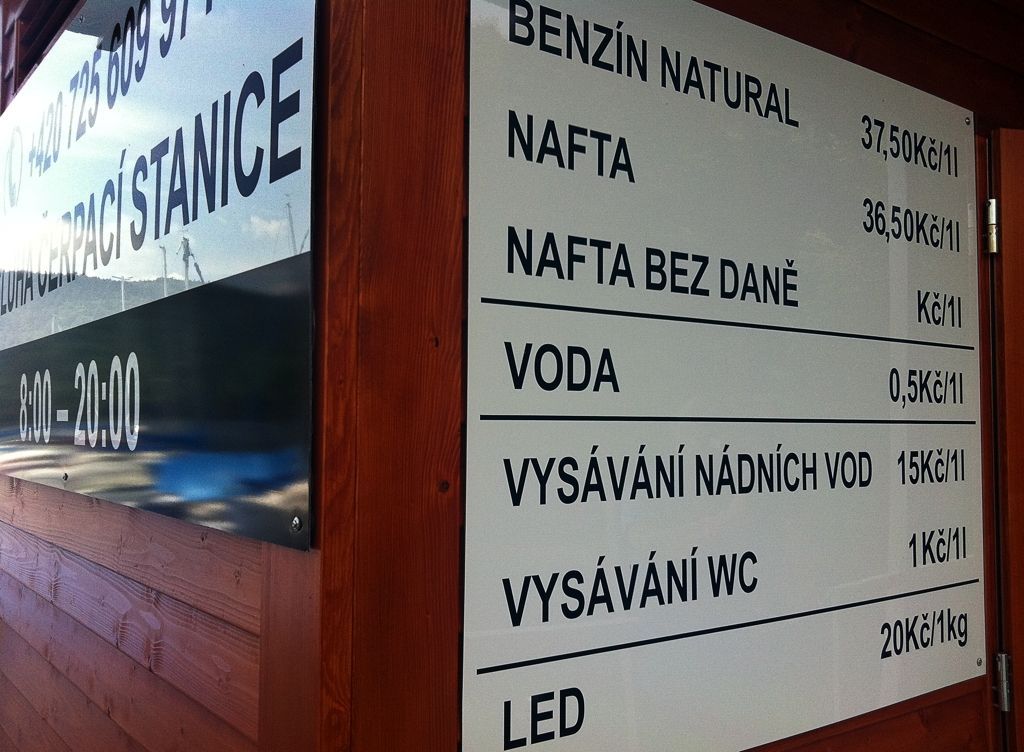 +420 725 609 97
ČERPACÍ STANICE
8:00 – 20:00
BENZÍN NATURAL 37,50Kč/1l
NAFTA 36,50Kč/1l
NAFTA BEZ DANĚ Kč/1l
VODA 0,5Kč/1l
VYSÁVÁNÍ NÁDNÍCH VOD 15Kč/1l
VYSÁVÁNÍ WC 1Kč/1l
LED 20Kč/1kg